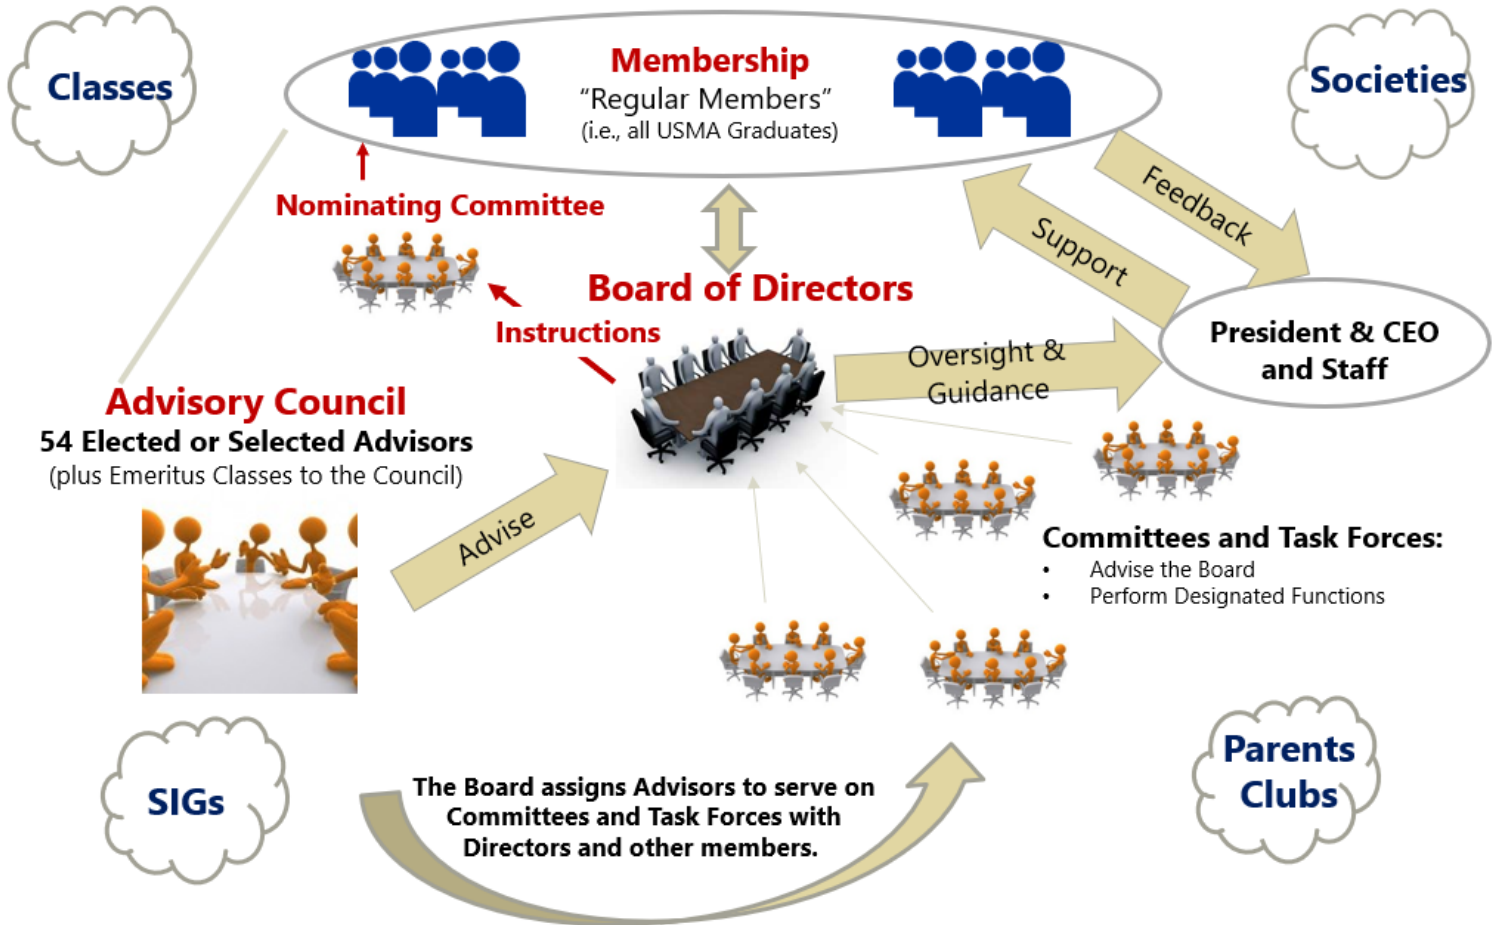 Classes
Membership
“Regular Members”
(i.e., all USMA Graduates)
Societies
Nominating Committee
Feedback
Support
Board of Directors
Instructions
President & CEO
and Staff
Oversight &
Guidance
Advisory Council
54 Elected or Selected Advisors
(plus Emeritus Classes to the Council)
Advise
Committees and Task Forces:
• Advise the Board
• Perform Designated Functions
SIGs
The Board assigns Advisors to serve on
Committees and Task Forces with
Directors and other members.
Parents
Clubs